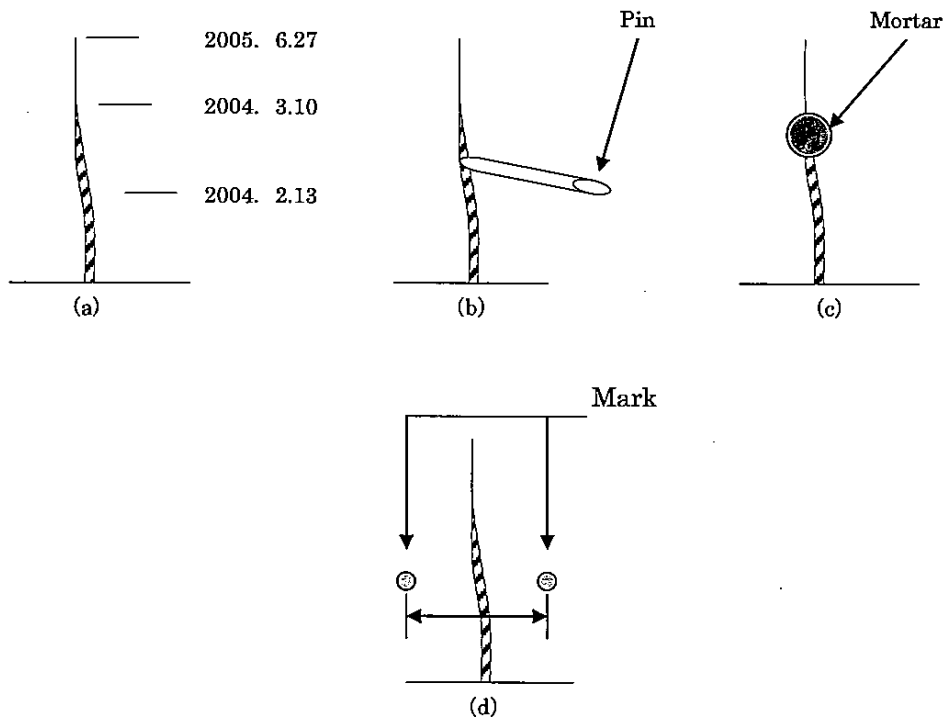 2005. 6.27
2004. 3.10
2004. 2.13
(a)
Pin
(b)
Mortar
(c)
Mark
(d)